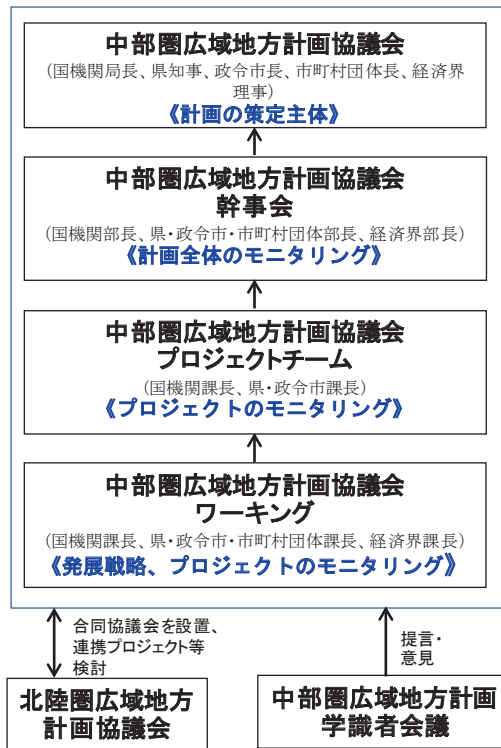 中部圏広域地方計画協議会
（国機関局長、県知事、政令市長、市町村団体長、経済界
理事）
《計画の策定主体》
中部圏広域地方計画協議会
幹事会
（国機関部長、県・政令市・市町村団体部長、経済界部長）
《計画全体のモニタリング》
中部圏広域地方計画協議会
プロジェクトチーム
（国機関課長、県・政令市課長）
《プロジェクトのモニタリング》
中部圏広域地方計画協議会
ワーキング
（国機関課長、県・政令市・市町村団体課長、経済界課長）
《発展戦略、プロジェクトのモニタリング》
合同協議会を設置、
連携プロジェクト等
検討
提言・
意見
北陸圏広域地方
計画協議会
中部圏広域地方計画
学識者会議